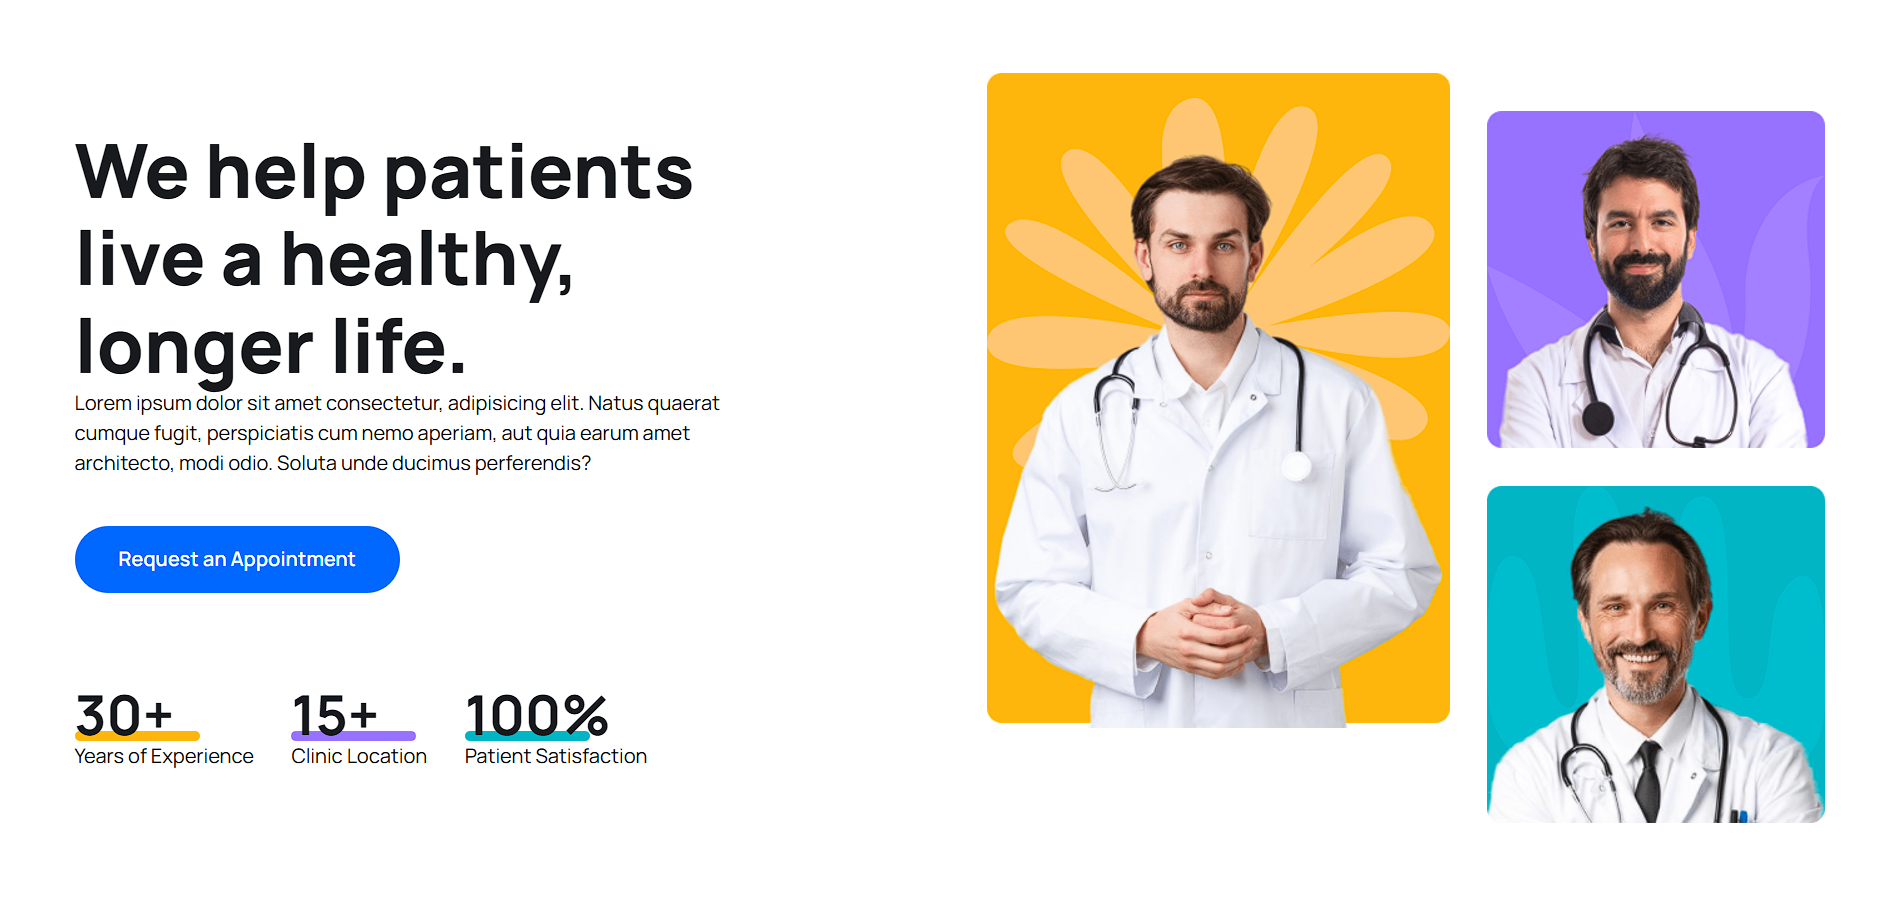 We help patients
live a healthy,
longer life.
Lorem ipsum dolor sit amet consectetur, adipisicing elit. Natus quaerat
cumque fugit, perspiciatis cum nemo aperiam, aut quia earum amet
architecto, modi odio. Soluta unde ducimus perferendis?
Request an Appointment
30+
Years of Experience
15+
Clinic Location
100%
Patient Satisfaction